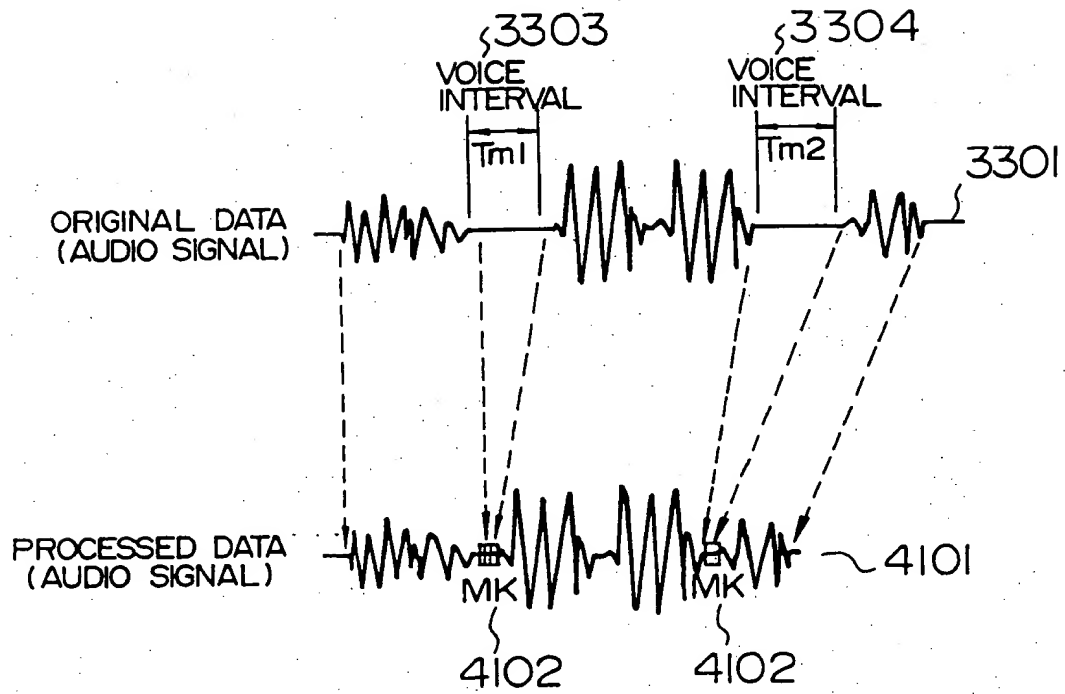 3303
VOICE
INTERVAL
Tm1
3304
VOICE
INTERVAL
Tm2
3301
ORIGINAL DATA
(AUDIO SIGNAL)
PROCESSED DATA
(AUDIO SIGNAL)
MK
4102
MK
4102
4101